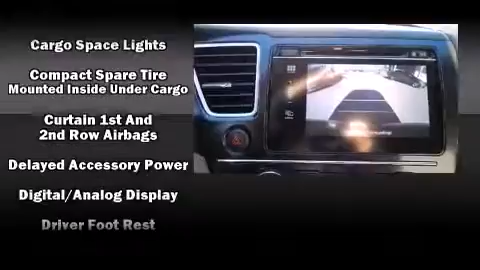 Cargo Space Lights
Compact Spare Tire
Mounted Inside Under Cargo
Curtain 1st And
2nd Row Airbags
Delayed Accessory Power
Digital/Analog Display
Driver Foot Rest